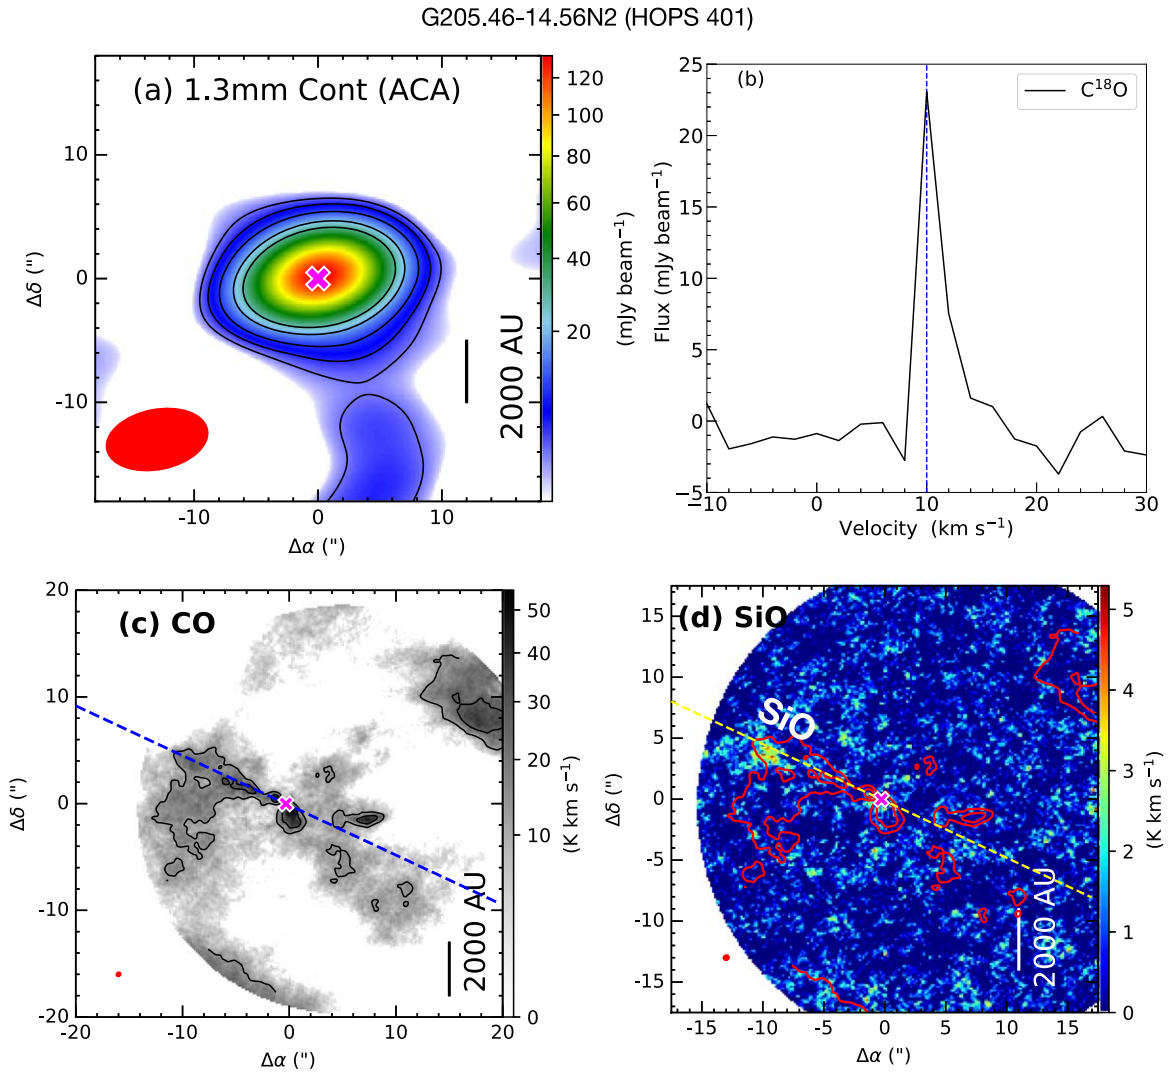 G205.46-14.56N2 (HOPS 401)
(a) 1.3mm Cont (ACA)
10
0
-10
Δδ (")
-10
0
10
Δα (")
2000 AU
120
100
80
60
40
20
(mJy beam⁻¹)
(b)
C¹⁸O
25
20
15
10
5
0
−5
Flux (mJy beam⁻¹)
−10
0
10
20
30
Velocity (km s⁻¹)
(c) CO
20
10
0
-10
-20
Δδ (")
-20
-10
0
10
20
Δα (")
2000 AU
50
40
30
20
10
0
(K km s⁻¹)
(d) SiO
SiO
15
10
5
0
-5
-10
-15
Δδ (")
-15
-10
-5
0
5
10
15
Δα (")
2000 AU
5
4
3
2
1
0
(K km s⁻¹)